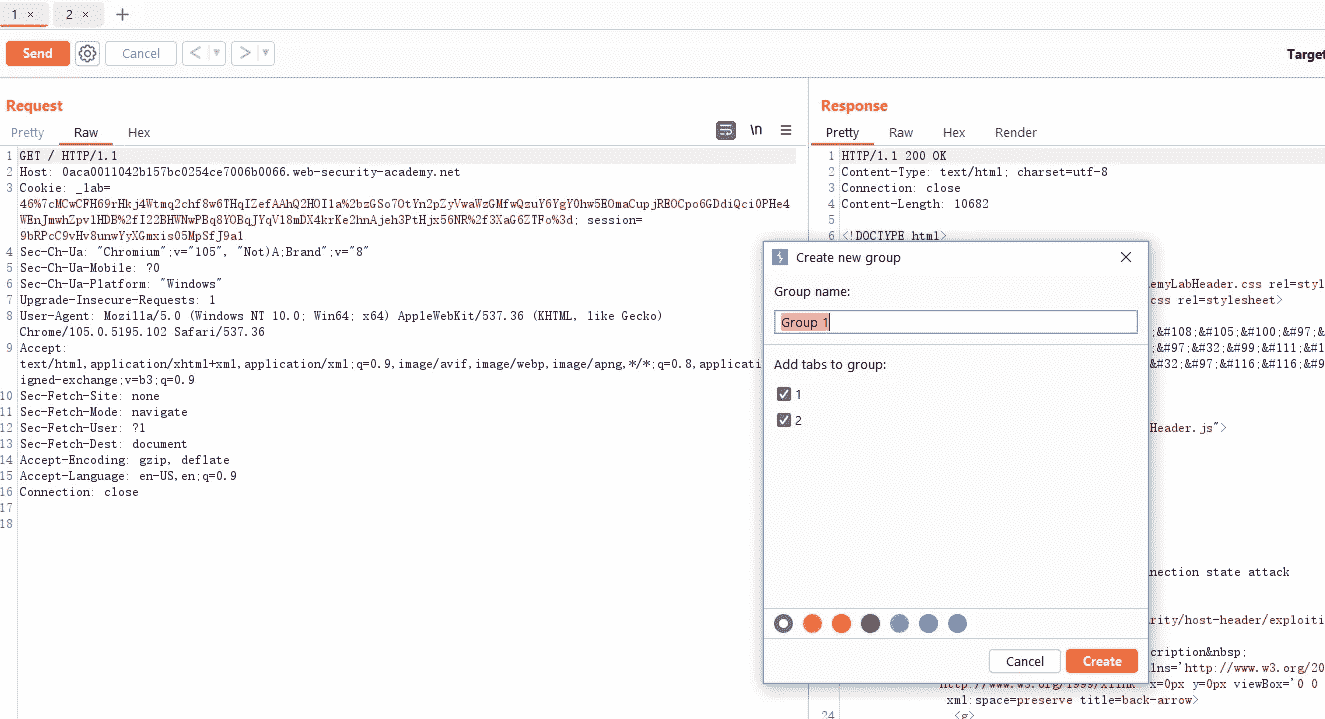 1 × 2 × +
Send Cancel < >
Target
Request
Pretty Raw Hex \n
1 GET / HTTP/1.1
2 Host: 0aca0011042b157bc0254ce7006b0066.web-security-academy.net
3 Cookie: _lab=
46%7cMCwCFH69rHkj4Wtmq2chf8w6THqIZefAAhQ2HOI1a%2bzGSo7OtYn2pZyVwaWzGMfwQzuY6YgY0hw5EOmaCupjREOCpo6GDdiQci0PHe4
WEnJmwhZpv1HDB%2fI22BHWNwPBq8YOBqJYqV18mDX4krKe2hnAjeh3PtHjx56NR%2f3XaG6ZTFo%3d; session=
9bRPcC9vHv8unwYyXGmxis05MpSfJ9a1
4 Sec-Ch-Ua: "Chromium";v="105", "Not)A;Brand";v="8"
5 Sec-Ch-Ua-Mobile: ?0
6 Sec-Ch-Ua-Platform: "Windows"
7 Upgrade-Insecure-Requests: 1
8 User-Agent: Mozilla/5.0 (Windows NT 10.0; Win64; x64) AppleWebKit/537.36 (KHTML, like Gecko)
Chrome/105.0.5195.102 Safari/537.36
9 Accept:
text/html,application/xhtml+xml,application/xml;q=0.9,image/avif,image/webp,image/apng,*/*;q=0.8,applicati
igned-exchange;v=b3;q=0.9
10 Sec-Fetch-Site: none
11 Sec-Fetch-Mode: navigate
12 Sec-Fetch-User: ?1
13 Sec-Fetch-Dest: document
14 Accept-Encoding: gzip, deflate
15 Accept-Language: en-US,en;q=0.9
16 Connection: close
17
18
Response
Pretty Raw Hex Render
1 HTTP/1.1 200 OK
2 Content-Type: text/html; charset=utf-8
3 Connection: close
4 Content-Length: 10682
5
6 <!DOCTYPE html>
emyLabHeader.css rel=styl
css rel=stylesheet>
;&#108;&#105;&#100;&#97;&
&#97;&#32;&#99;&#111;&#1
&#32;&#97;&#116;&#116;&#9
Header.js">
nection state attack
rity/host-header/exploiti
cription&nbsp;
lns='http://www.w3.org/20
http://www.w3.org/1999/xlink' x=0px y=0px viewBox='0 0
xml:space=preserve title=back-arrow>
24 <g>
Create new group
Group name:
Group 1
Add tabs to group:
1
2
Cancel Create